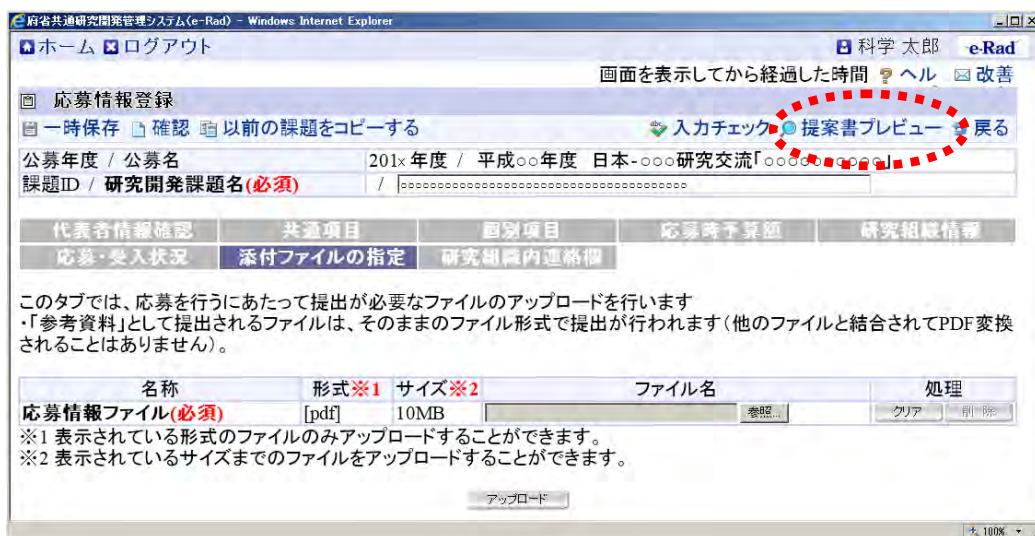 府省共通研究開発管理システム(e-Rad) - Windows Internet Explorer
ホーム ログアウト 科学 太郎 e-Rad
画面を表示してから経過した時間 ヘル 改善
応募情報登録
一時保存 確認 以前の課題をコピーする 入力チェック 提案書プレビュー 戻る
公募年度 / 公募名 201x 年度 / 平成○○年度 日本-○○○研究交流「○○○○○○○○○○」
課題ID / 研究開発課題名(必須) /
代表者情報確認 共通項目 個別項目 応募時予算額 研究組織情報
応募・受入状況 添付ファイルの指定 研究組織内連絡欄
このタブでは、応募を行うにあたって提出が必要なファイルのアップロードを行います
・「参考資料」として提出されるファイルは、そのままのファイル形式で提出が行われます(他のファイルと結合されてPDF変換
されることはありません)。
名称 形式※1 サイズ※2 ファイル名 処理
応募情報ファイル(必須) [pdf] 10MB 参照... クリア 削除
※1 表示されている形式のファイルのみアップロードすることができます。
※2 表示されているサイズまでのファイルをアップロードすることができます。
アップロード
100%